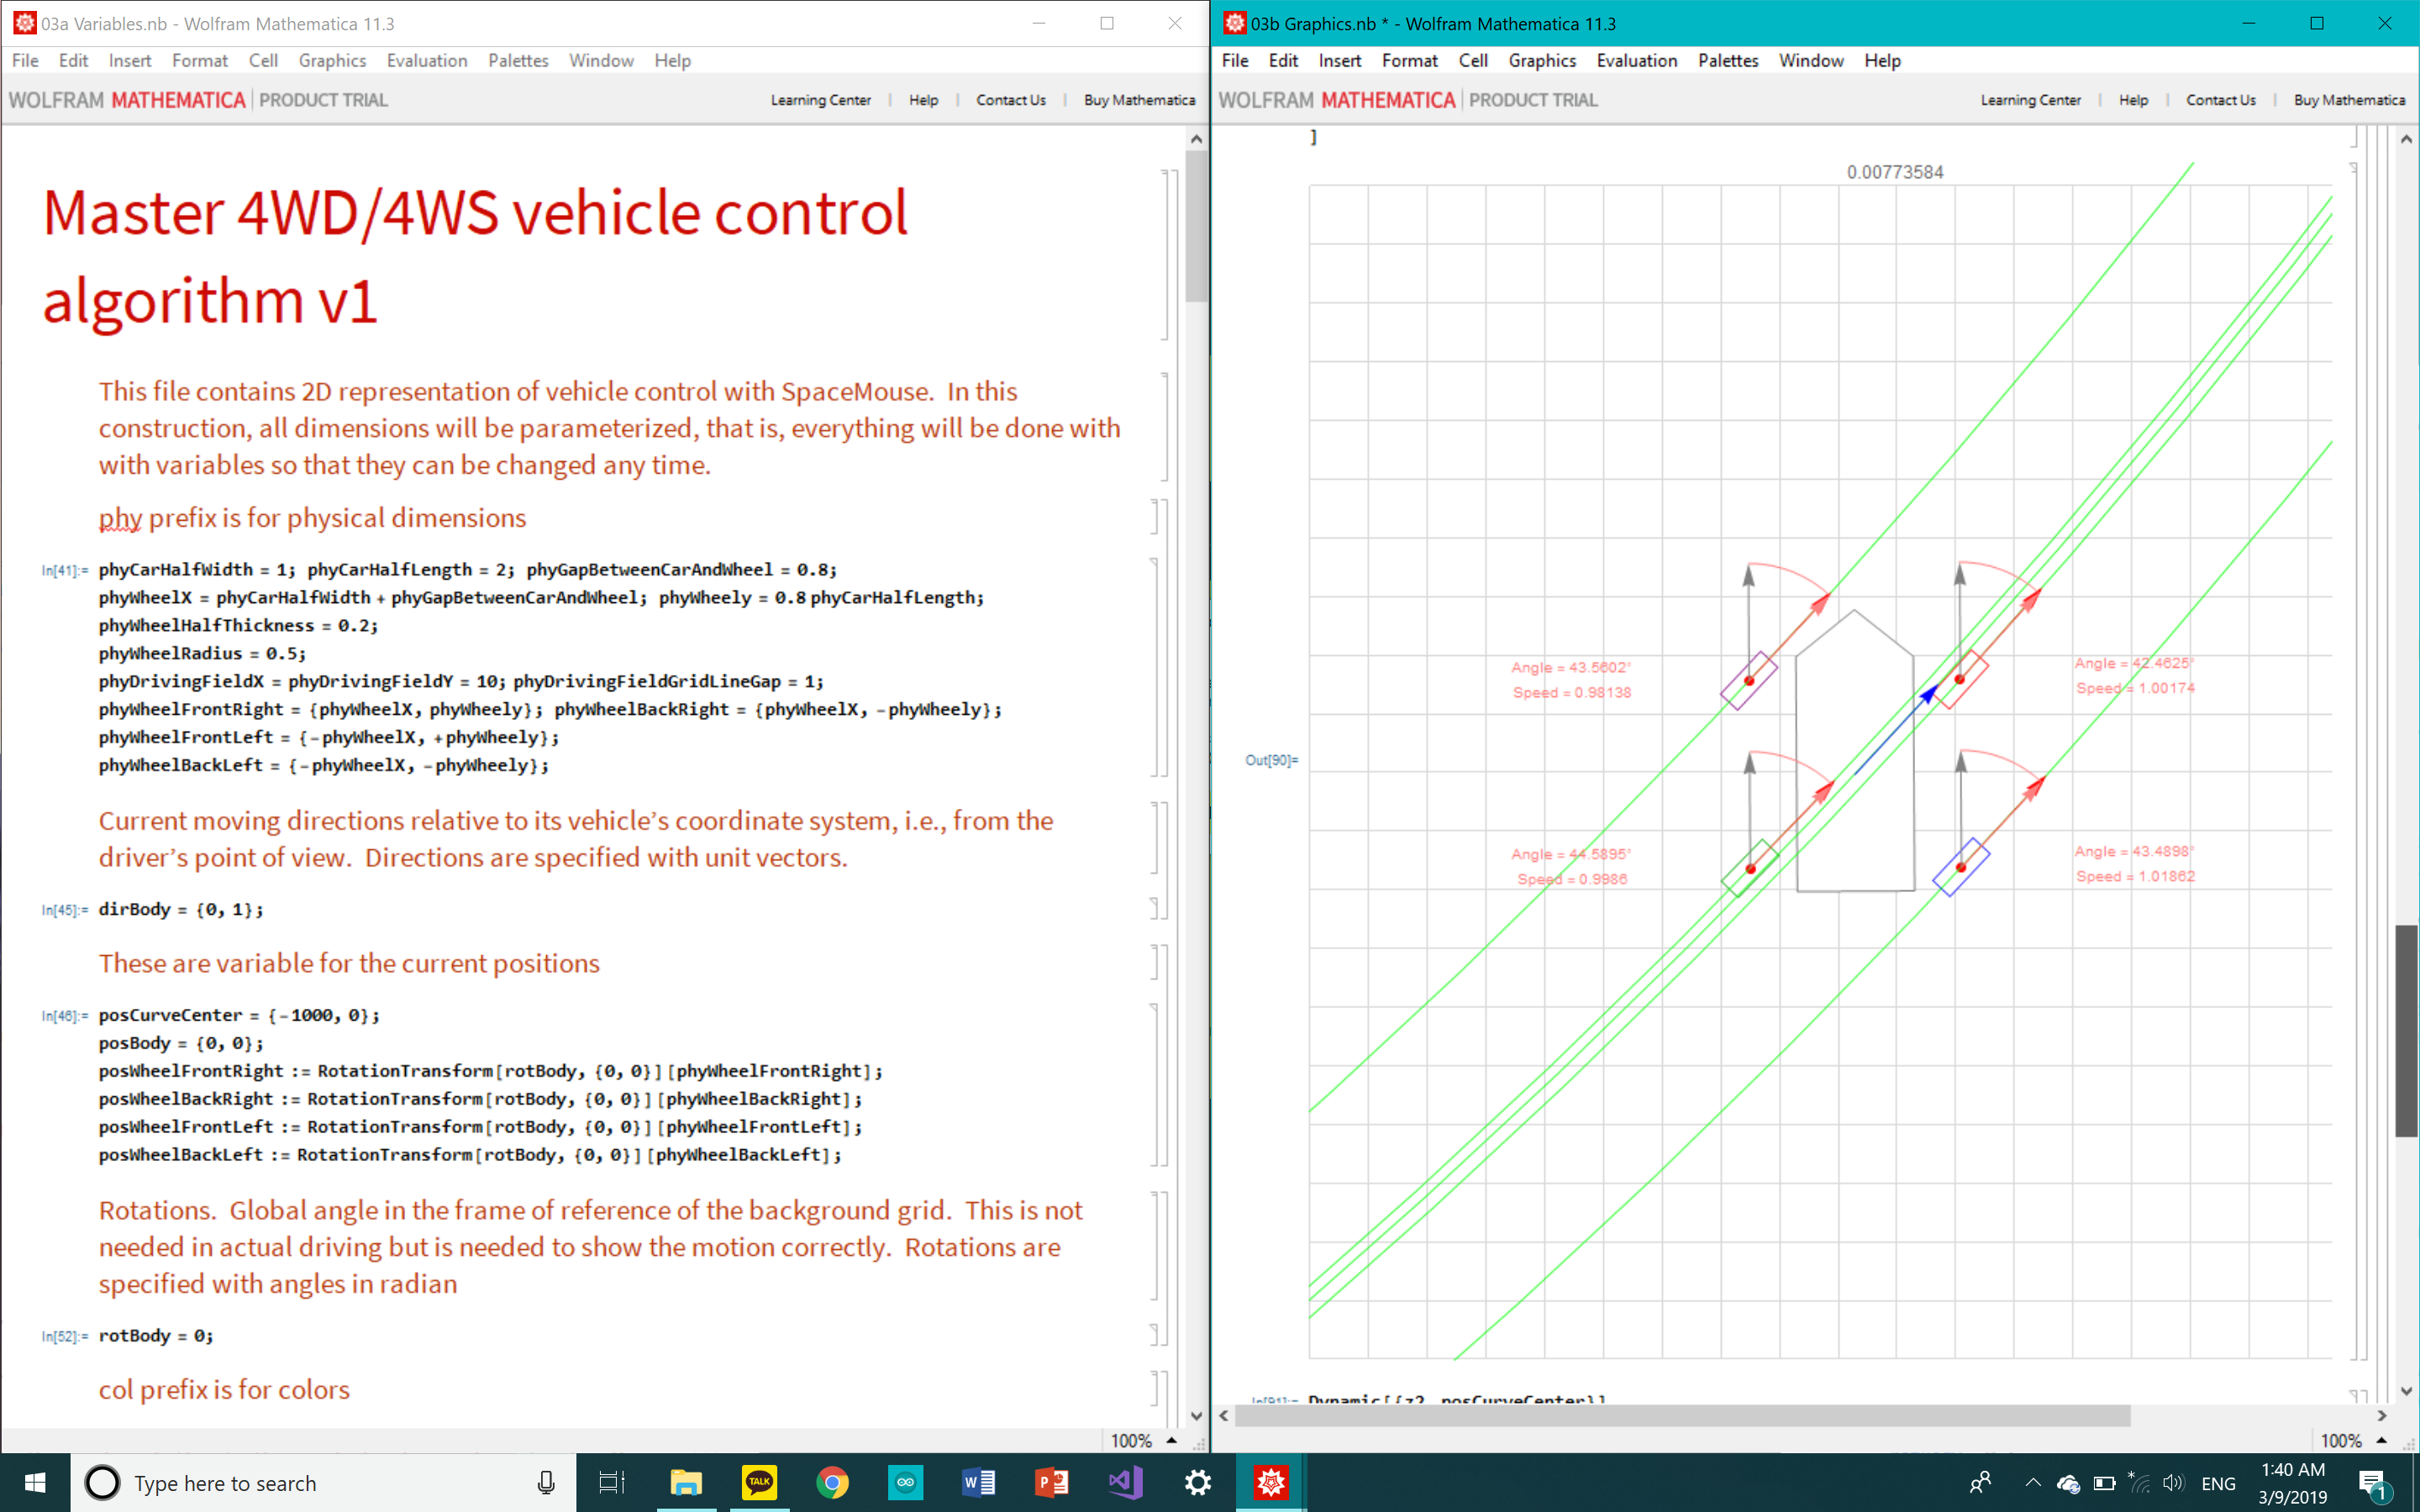 03a Variables.nb - Wolfram Mathematica 11.3
File Edit Insert Format Cell Graphics Evaluation Palettes Window Help
WOLFRAM MATHEMATICA | PRODUCT TRIAL
Learning Center | Help | Contact Us | Buy Mathematica
Master 4WD/4WS vehicle control
algorithm v1
This file contains 2D representation of vehicle control with SpaceMouse.  In this
construction, all dimensions will be parameterized, that is, everything will be done with
with variables so that they can be changed any time.
phy prefix is for physical dimensions
In[41]:= phyCarHalfWidth = 1; phyCarHalfLength = 2; phyGapBetweenCarAndWheel = 0.8;
phyWheelX = phyCarHalfWidth + phyGapBetweenCarAndWheel; phyWheely = 0.8 phyCarHalfLength;
phyWheelHalfThickness = 0.2;
phyWheelRadius = 0.5;
phyDrivingFieldX = phyDrivingFieldY = 10; phyDrivingFieldGridLineGap = 1;
phyWheelFrontRight = {phyWheelX, phyWheely}; phyWheelBackRight = {phyWheelX, -phyWheely};
phyWheelFrontLeft = {-phyWheelX, +phyWheely};
phyWheelBackLeft = {-phyWheelX, -phyWheely};
Current moving directions relative to its vehicle's coordinate system, i.e., from the
driver's point of view.  Directions are specified with unit vectors.
In[45]:= dirBody = {0, 1};
These are variable for the current positions
In[46]:= posCurveCenter = {-1000, 0};
posBody = {0, 0};
posWheelFrontRight := RotationTransform[rotBody, {0, 0}][phyWheelFrontRight];
posWheelBackRight := RotationTransform[rotBody, {0, 0}][phyWheelBackRight];
posWheelFrontLeft := RotationTransform[rotBody, {0, 0}][phyWheelFrontLeft];
posWheelBackLeft := RotationTransform[rotBody, {0, 0}][phyWheelBackLeft];
Rotations.  Global angle in the frame of reference of the background grid.  This is not
needed in actual driving but is needed to show the motion correctly.  Rotations are
specified with angles in radian
In[52]:= rotBody = 0;
col prefix is for colors
100%
03b Graphics.nb * - Wolfram Mathematica 11.3
File Edit Insert Format Cell Graphics Evaluation Palettes Window Help
WOLFRAM MATHEMATICA | PRODUCT TRIAL
Learning Center | Help | Contact Us | Buy Mathematica
]
0.00773584
Angle = 43.5602°
Speed = 0.98138
Angle = 42.4625°
Speed = 1.00174
Out[90]=
Angle = 44.5895°
Speed = 0.9986
Angle = 43.4898°
Speed = 1.01862
In[91]:= Dynamic[{z2, posCurveCenter}]
100%
Type here to search
TALK
ENG
1:40 AM
3/9/2019
1